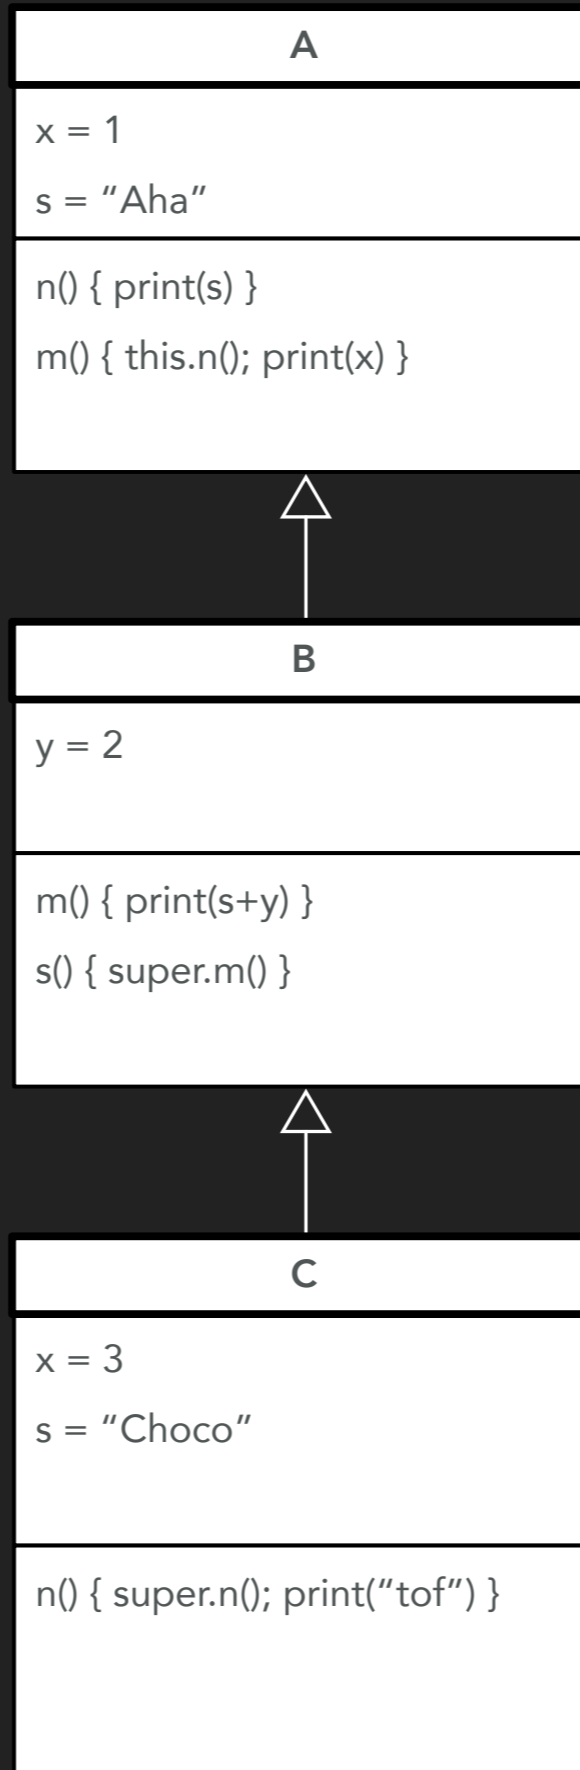 A
x = 1
s = “Aha”
n() { print(s) }
m() { this.n(); print(x) }
B
y = 2
m() { print(s+y) }
s() { super.m() }
C
x = 3
s = “Choco”
n() { super.n(); print(“tof”) }